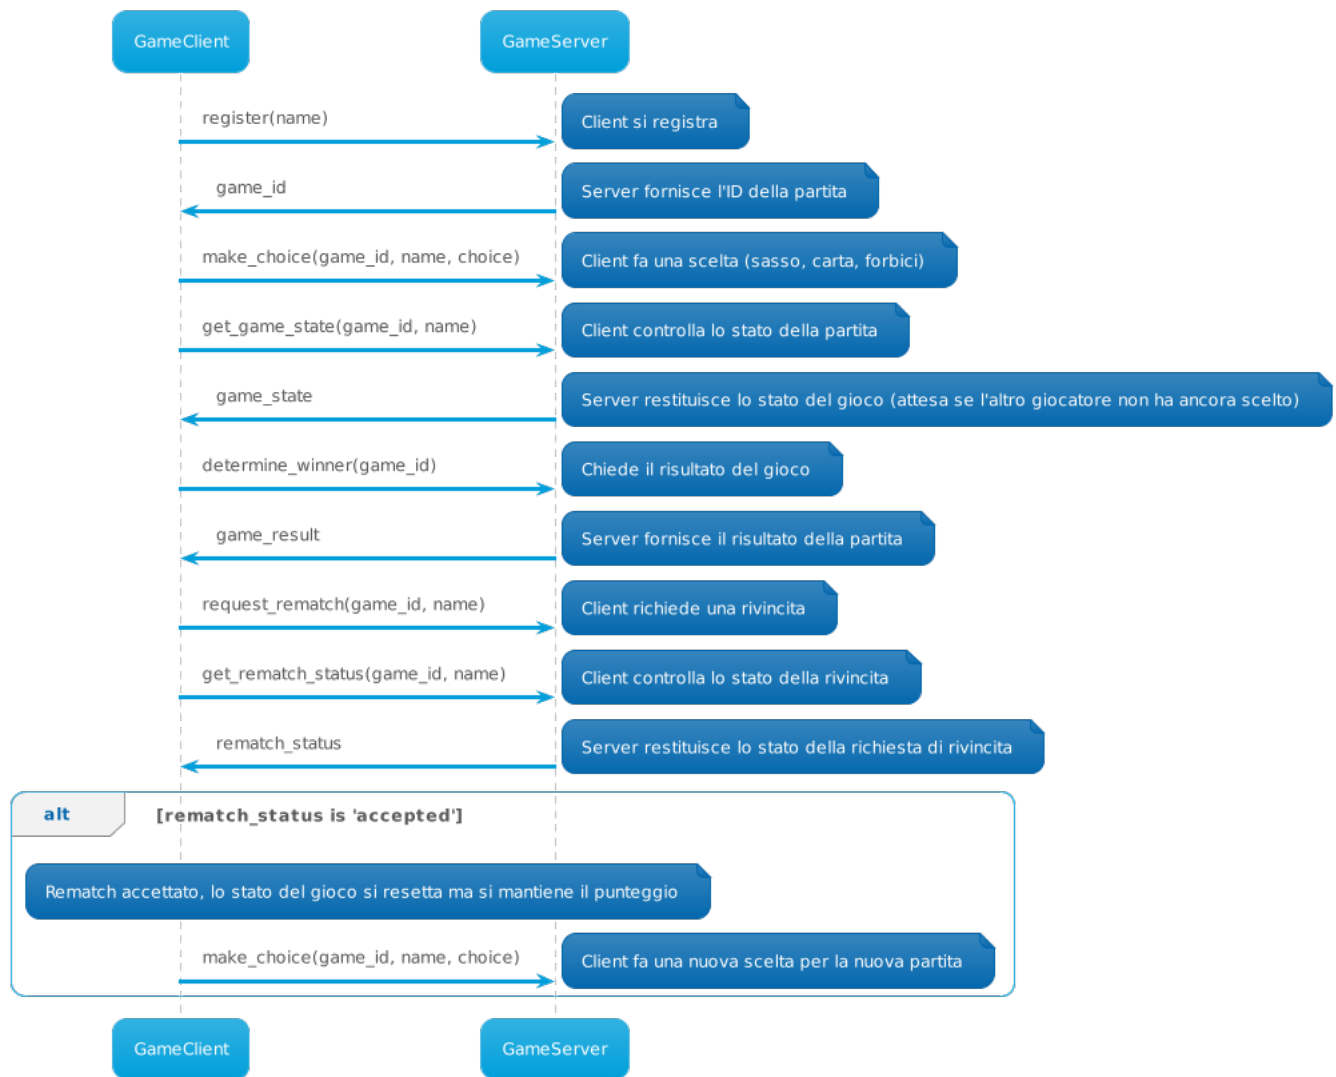 GameClient
GameServer
register(name)
Client si registra
game_id
Server fornisce l'ID della partita
make_choice(game_id, name, choice)
Client fa una scelta (sasso, carta, forbici)
get_game_state(game_id, name)
Client controlla lo stato della partita
game_state
Server restituisce lo stato del gioco (attesa se l'altro giocatore non ha ancora scelto)
determine_winner(game_id)
Chiede il risultato del gioco
game_result
Server fornisce il risultato della partita
request_rematch(game_id, name)
Client richiede una rivincita
get_rematch_status(game_id, name)
Client controlla lo stato della rivincita
rematch_status
Server restituisce lo stato della richiesta di rivincita
alt
[rematch_status is 'accepted']
Rematch accettato, lo stato del gioco si resetta ma si mantiene il punteggio
make_choice(game_id, name, choice)
Client fa una nuova scelta per la nuova partita
GameClient
GameServer